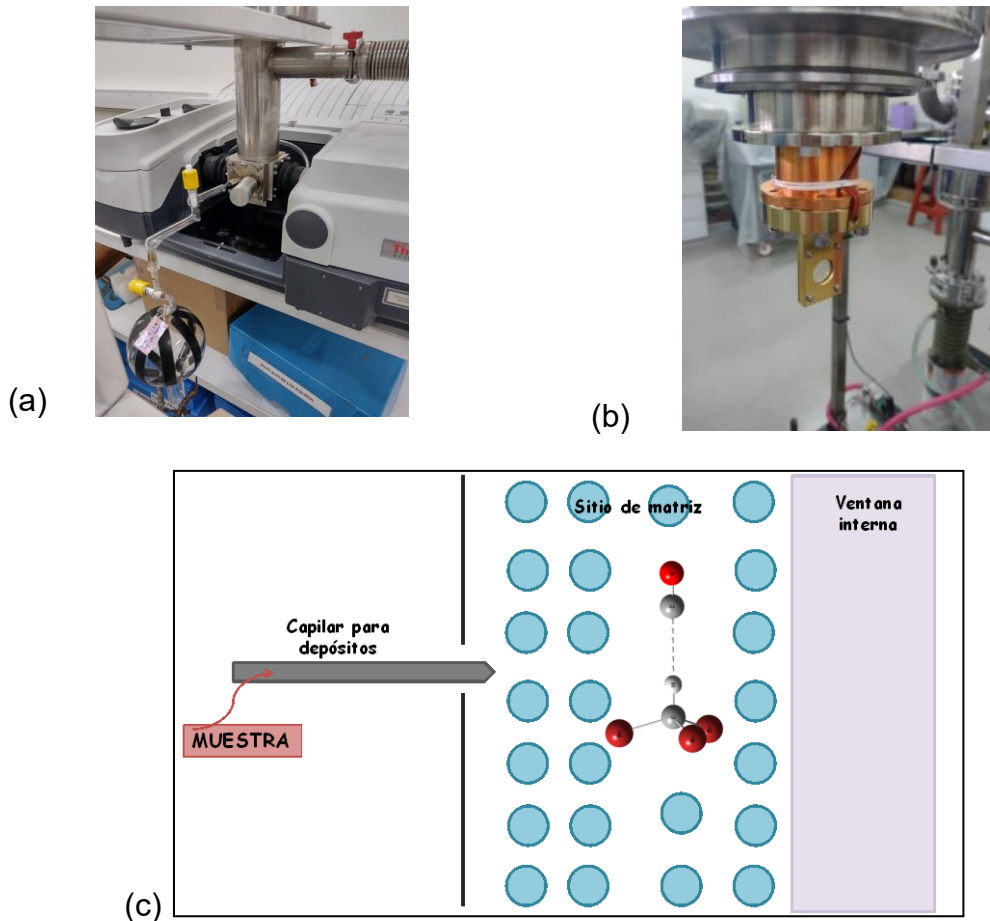 (a)
(b)
Sitio de matriz
Ventana
interna
Capilar para
depósitos
MUESTRA
(c)